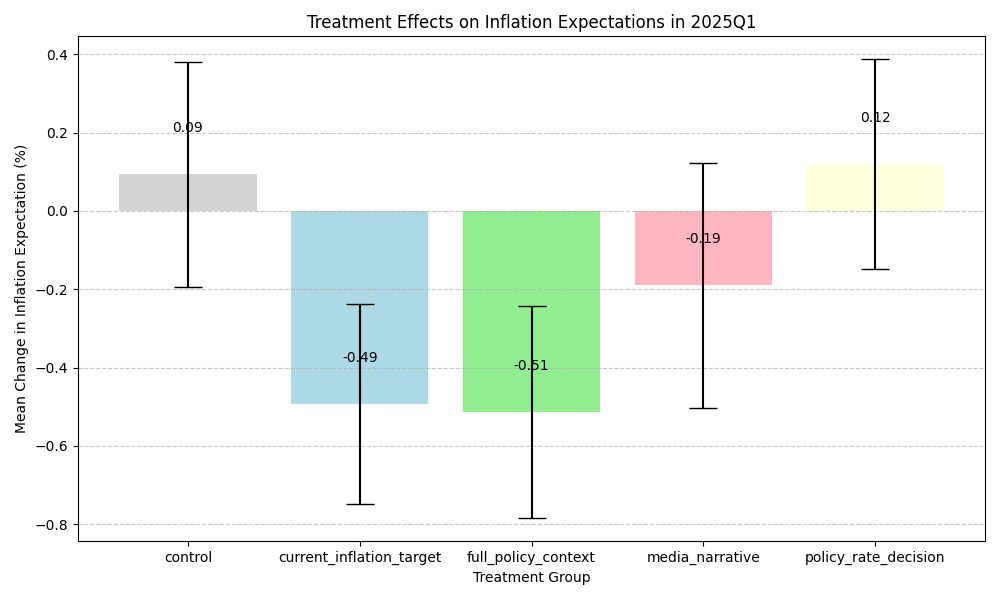 Treatment Effects on Inflation Expectations in 2025Q1
Mean Change in Inflation Expectation (%)
0.4
0.2
0.0
−0.2
−0.4
−0.6
−0.8
0.09
-0.49
-0.51
-0.19
0.12
control
current_inflation_target
full_policy_context
media_narrative
policy_rate_decision
Treatment Group